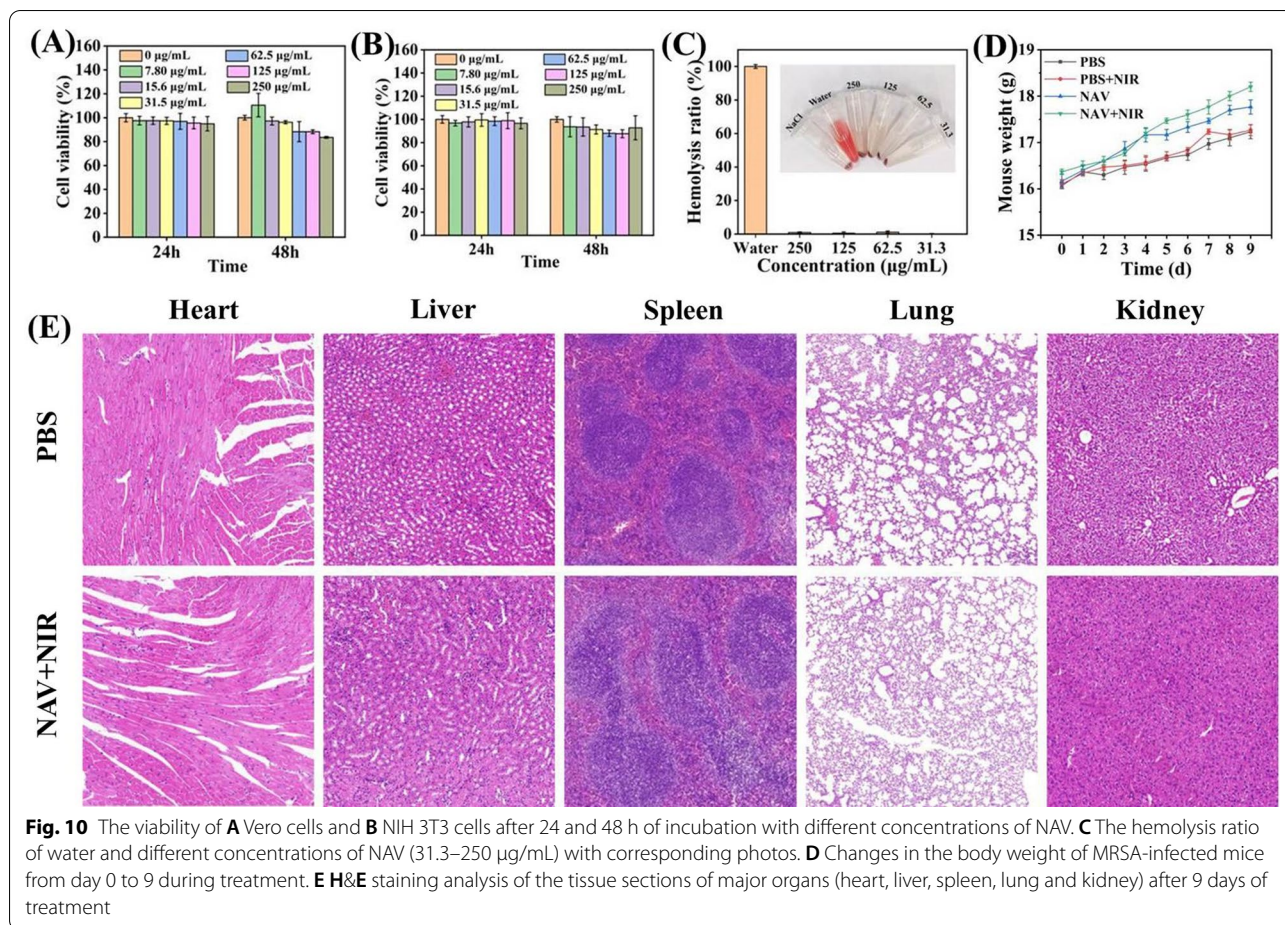 (A)
160
140
120
100
80
60
40
20
0
Cell viability (%)
0 μg/mL
7.80 μg/mL
15.6 μg/mL
31.5 μg/mL
62.5 μg/mL
125 μg/mL
250 μg/mL
24h
48h
Time
(B)
160
140
120
100
80
60
40
20
0
Cell viability (%)
0 μg/mL
7.80 μg/mL
15.6 μg/mL
31.5 μg/mL
62.5 μg/mL
125 μg/mL
250 μg/mL
24h
48h
Time
(C)
100
80
60
40
20
0
Hemolysis ratio (%)
NaCl
Water
250
125
62.5
31.3
Water
250
125
62.5
31.3
Concentration (μg/mL)
(D)
19
18
17
16
15
Mouse weight (g)
PBS
PBS+NIR
NAV
NAV+NIR
0 1 2 3 4 5 6 7 8 9
Time (d)
(E)
Heart
Liver
Spleen
Lung
Kidney
PBS
NAV+NIR
Fig. 10 The viability of A Vero cells and B NIH 3T3 cells after 24 and 48 h of incubation with different concentrations of NAV. C The hemolysis ratio
of water and different concentrations of NAV (31.3–250 μg/mL) with corresponding photos. D Changes in the body weight of MRSA-infected mice
from day 0 to 9 during treatment. E H&E staining analysis of the tissue sections of major organs (heart, liver, spleen, lung and kidney) after 9 days of
treatment